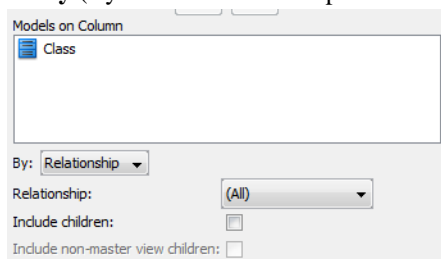 Models on Column
Class
By: Relationship
Relationship: (All)
Include children:
Include non-master view children: